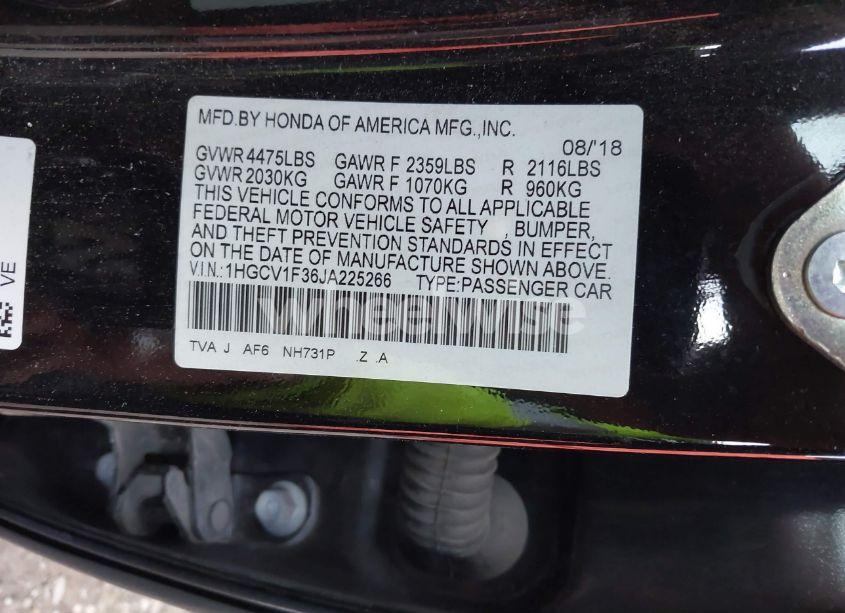 MFD.BY HONDA OF AMERICA MFG.,INC.
08/'18
GVWR 4475LBS GAWR F 2359LBS R 2116LBS
GVWR 2030KG GAWR F 1070KG R 960KG
THIS VEHICLE CONFORMS TO ALL APPLICABLE
FEDERAL MOTOR VEHICLE SAFETY , BUMPER,
AND THEFT PREVENTION STANDARDS IN EFFECT
ON THE DATE OF MANUFACTURE SHOWN ABOVE.
V.I.N.:1HGCV1F36JA225266 TYPE:PASSENGER CAR
WheelWise
TVA J AF6 NH731P .Z .A
VE